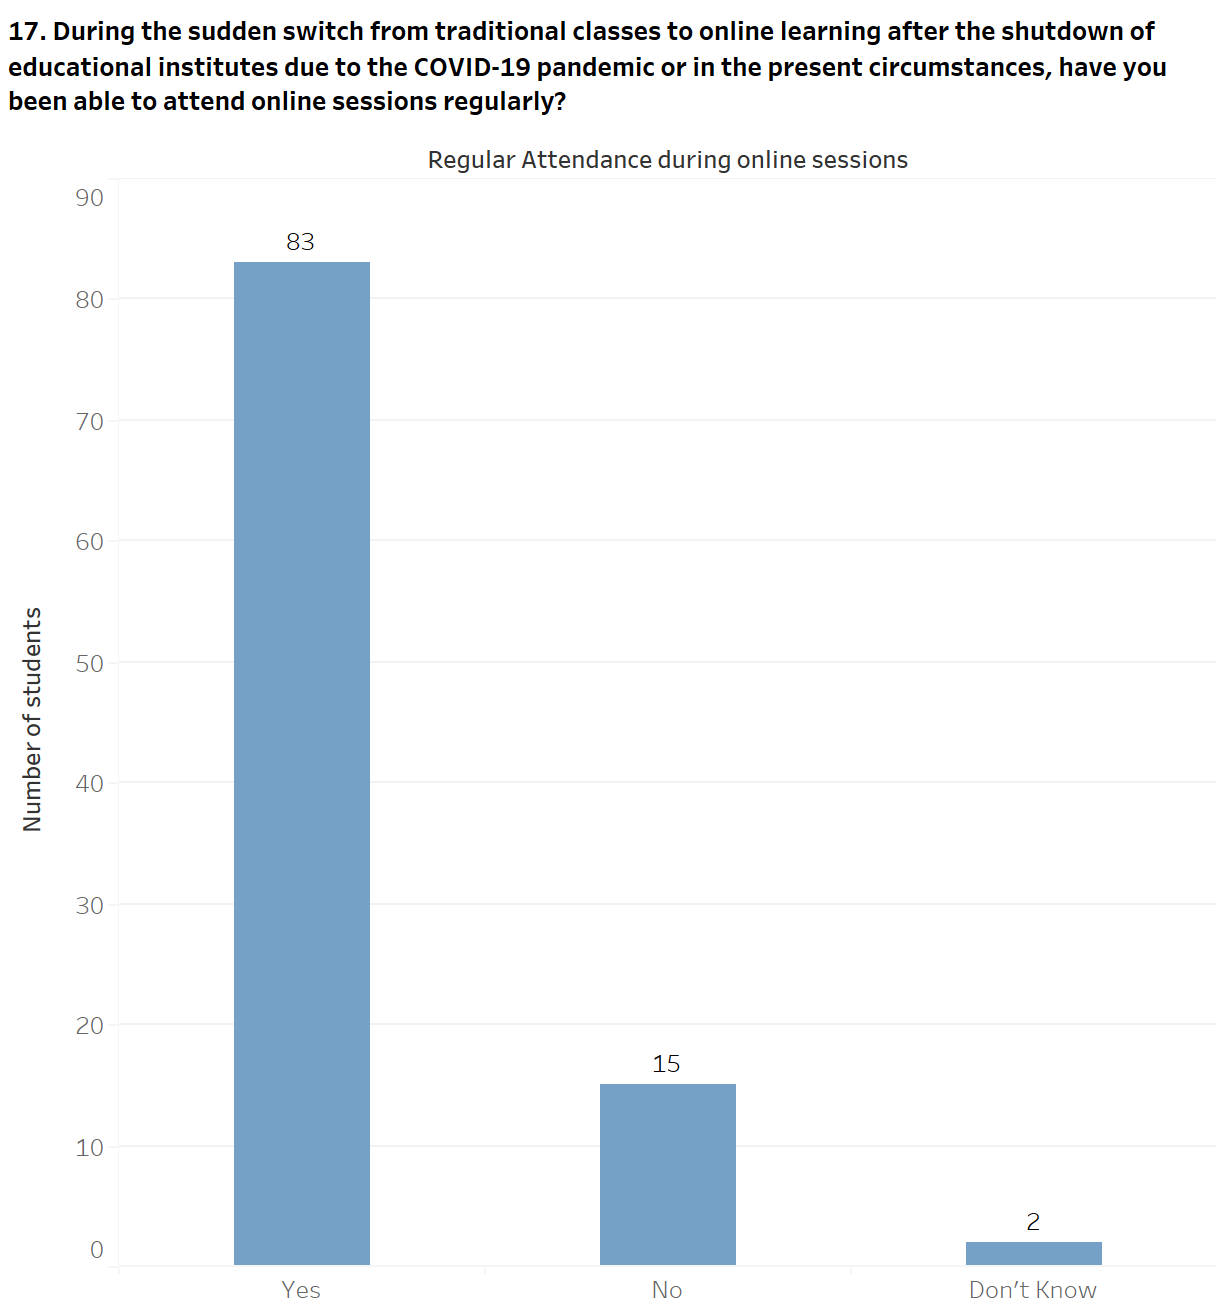 17. During the sudden switch from traditional classes to online learning after the shutdown of
educational institutes due to the COVID-19 pandemic or in the present circumstances, have you
been able to attend online sessions regularly?
Regular Attendance during online sessions
90
83
80
70
60
50
40
30
20
15
10
2
0
Number of students
Yes
No
Don't Know